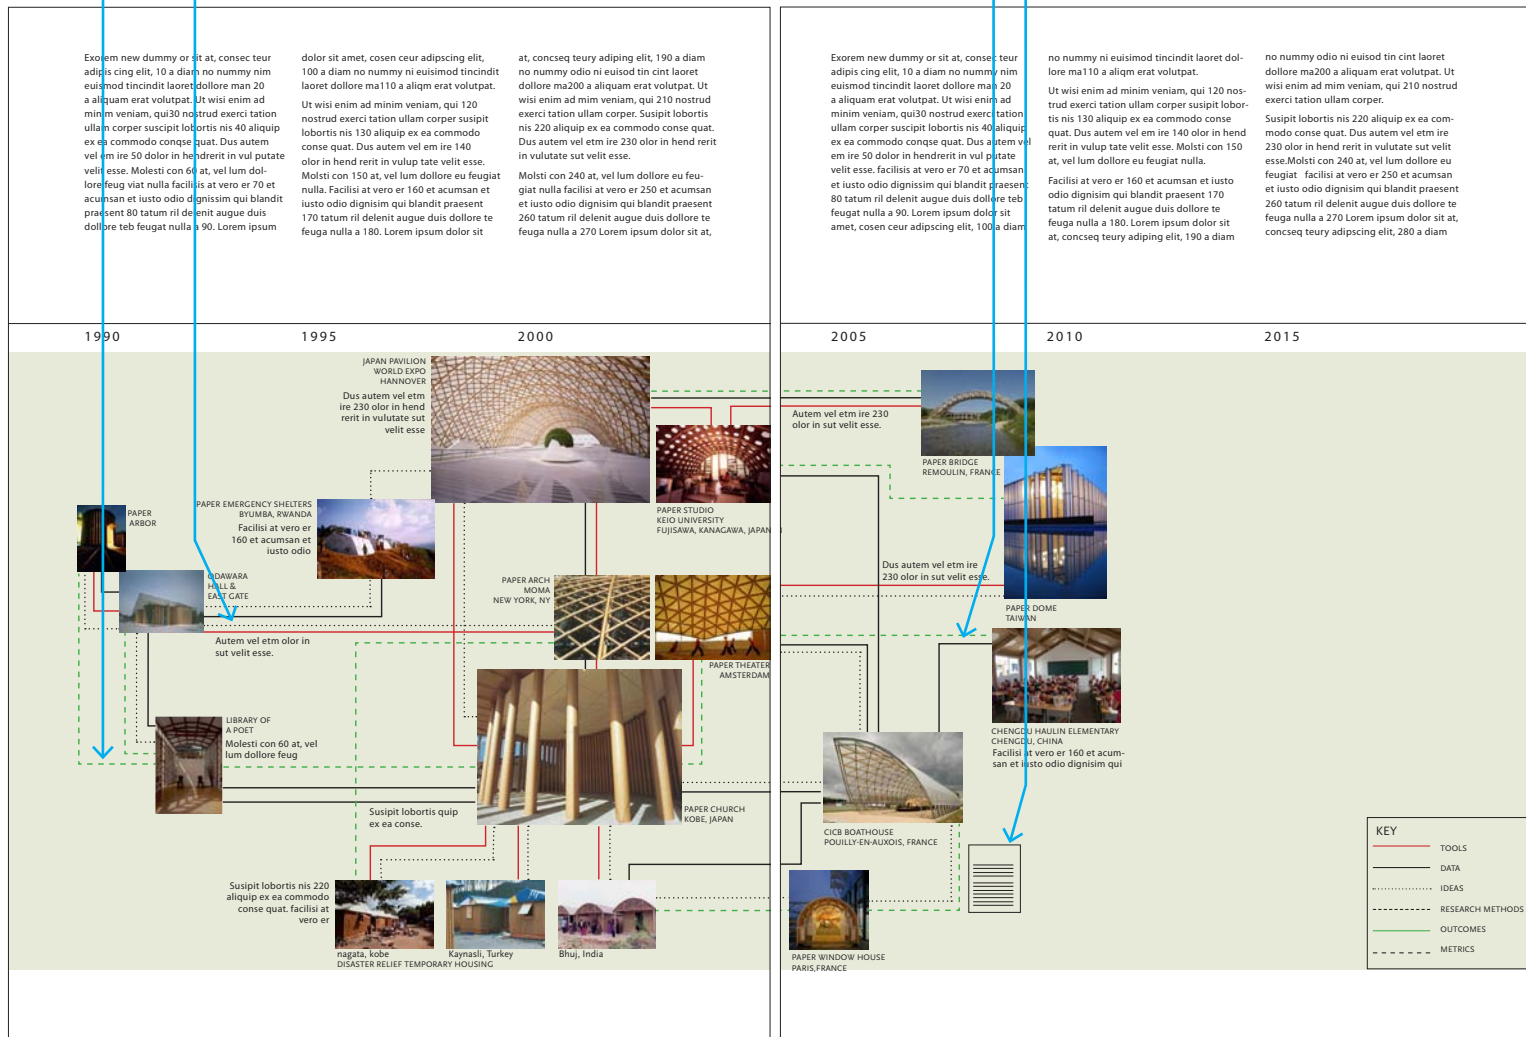 Exorem new dummy or sit at, consec teur
adipis cing elit, 10 a diam no nummy nim
euismod tincidunt laoret dollore man 20
a aliquam erat volutpat. Ut wisi enim ad
minim veniam, qui30 nostrud exerci tation
ullam corper suscipit lobortis nis 40 aliquip
ex ea commodo conqse quat. Dus autem
vel em ire 50 dolor in hendrerit in vul putate
velit esse. Molesti con 60 at, vel lum dol-
lore feug viat nulla facilisis at vero er 70 et
acumsan et iusto odio dignissim qui blandit
praesent 80 tatum ril delenit augue duis
dollore teb feugat nulla a 90. Lorem ipsum
dolor sit amet, cosen ceur adipscing elit,
100 a diam no nummy ni euisimod tincindit
laoret dollore ma110 a aliqm erat volutpat.
Ut wisi enim ad minim veniam, qui 120
nostrud exerci tation ullam corper susipit
lobortis nis 130 aliquip ex ea commodo
conse quat. Dus autem vel em ire 140
olor in hend rerit in vulup tate velit esse.
Molsti con 150 at, vel lum dollore eu feugiat
nulla. Facilisi at vero er 160 et acumsan et
iusto odio dignisim qui blandit praesent
170 tatum ril delenit augue duis dollore te
feuga nulla a 180. Lorem ipsum dolor sit
at, concseq teury adiping elit, 190 a diam
no nummy odio ni euisod tin cint laoret
dollore ma200 a aliquam erat volutpat. Ut
wisi enim ad mim veniam, qui 210 nostrud
exerci tation ullam corper. Susipit lobortis
nis 220 aliquip ex ea commodo conse quat.
Dus autem vel etm ire 230 olor in hend rerit
in vulutate sut velit esse.
Molsti con 240 at, vel lum dollore eu feu-
giat nulla facilisi at vero er 250 et acumsan
et iusto odio dignisim qui blandit praesent
260 tatum ril delenit augue duis dollore te
feuga nulla a 270 Lorem ipsum dolor sit at,
Exorem new dummy or sit at, consec teur
adipis cing elit, 10 a diam no nummy nim
euismod tincindit laoret dollore man 20
a aliquam erat volutpat. Ut wisi enim ad
minim veniam, qui30 nostrud exerci tation
ullam corper suscipit lobortis nis 40 aliquip
ex ea commodo conqse quat. Dus autem vel
em ire 50 dolor in hendrerit in vul putate
velit esse. facilisis at vero er 70 et acumsan
et iusto odio dignissim qui blandit praesent
80 tatum ril delenit augue duis dollore teb
feugat nulla a 90. Lorem ipsum dolor sit
amet, cosen ceur adipscing elit, 100 a diam
no nummy ni euisimod tincindit laoret dol-
lore ma110 a aliqm erat volutpat.
Ut wisi enim ad minim veniam, qui 120 nos-
trud exerci tation ullam corper susipit lobor-
tis nis 130 aliquip ex ea commodo conse
quat. Dus autem vel em ire 140 olor in hend
rerit in vulup tate velit esse. Molsti con 150
at, vel lum dollore eu feugiat nulla.
Facilisi at vero er 160 et acumsan et iusto
odio dignisim qui blandit praesent 170
tatum ril delenit augue duis dollore te
feuga nulla a 180. Lorem ipsum dolor sit
at, concseq teury adiping elit, 190 a diam
no nummy odio ni euisod tin cint laoret
dollore ma200 a aliquam erat volutpat. Ut
wisi enim ad mim veniam, qui 210 nostrud
exerci tation ullam corper.
Susipit lobortis nis 220 aliquip ex ea com-
modo conse quat. Dus autem vel etm ire
230 olor in hend rerit in vulutate sut velit
esse.Molsti con 240 at, vel lum dollore eu
feugiat facilisi at vero er 250 et acumsan
et iusto odio dignisim qui blandit praesent
260 tatum ril delenit augue duis dollore te
feuga nulla a 270 Lorem ipsum dolor sit at,
concseq teury adipscing elit, 280 a diam
1990 1995 2000 2005 2010 2015
JAPAN PAVILION
WORLD EXPO
HANNOVER
Dus autem vel etm
ire 230 olor in hend
rerit in vulutate sut
velit esse
PAPER STUDIO
KEIO UNIVERSITY
FUJISAWA, KANAGAWA, JAPAN
PAPER EMERGENCY SHELTERS
BYUMBA, RWANDA
Facilisi at vero er
160 et acumsan et
iusto odio
PAPER
ARBOR
ODAWARA
HALL &
EAST GATE
Autem vel etm olor in
sut velit esse.
PAPER ARCH
MOMA
NEW YORK, NY
PAPER THEATER
AMSTERDAM
LIBRARY OF
A POET
Molesti con 60 at, vel
lum dollore feug
Susipit lobortis quip
ex ea conse.
PAPER CHURCH
KOBE, JAPAN
Susipit lobortis nis 220
aliquip ex ea commodo
conse quat. facilisi at
vero er
nagata, kobe
Kaynasli, Turkey
Bhuj, India
DISASTER RELIEF TEMPORARY HOUSING
Autem vel etm ire 230
olor in sut velit esse.
PAPER BRIDGE
REMOULIN, FRANCE
Dus autem vel etm ire
230 olor in sut velit esse.
PAPER DOME
TAIWAN
CHENGDU HAULIN ELEMENTARY
CHENGDU, CHINA
Facilisi at vero er 160 et acum-
san et iusto odio dignisim qui
CICB BOATHOUSE
POUILLY-EN-AUXOIS, FRANCE
PAPER WINDOW HOUSE
PARIS,FRANCE
KEY
TOOLS
DATA
IDEAS
RESEARCH METHODS
OUTCOMES
METRICS